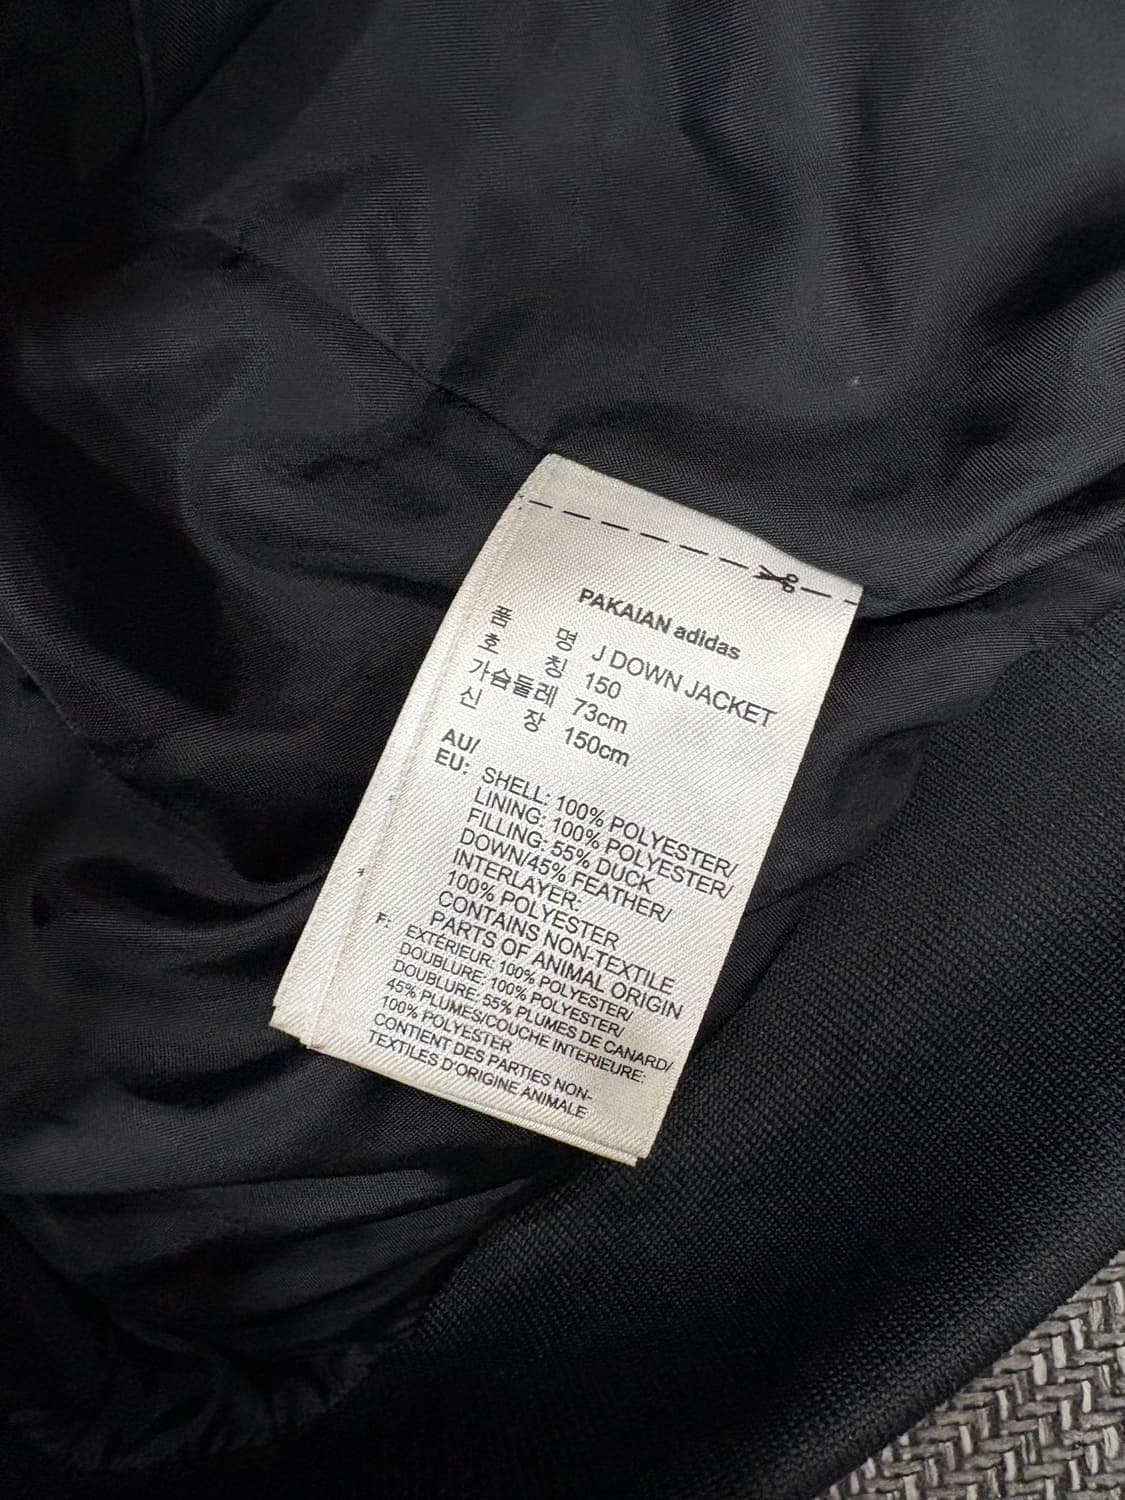 PAKAIAN adidas
품 명 J DOWN JACKET
호 칭 150
가슴둘레 73cm
신 장 150cm
AU/
EU: SHELL: 100% POLYESTER/
LINING: 100% POLYESTER/
FILLING: 55% DUCK
DOWN/45% FEATHER/
INTERLAYER:
100% POLYESTER
CONTAINS NON-TEXTILE
PARTS OF ANIMAL ORIGIN
F: EXTERIEUR: 100% POLYESTER/
DOUBLURE: 100% POLYESTER/
DOUBLURE: 55% PLUMES DE CANARD/
45% PLUMES/COUCHE INTERIEURE:
100% POLYESTER
CONTIENT DES PARTIES NON-
TEXTILES D'ORIGINE ANIMALE